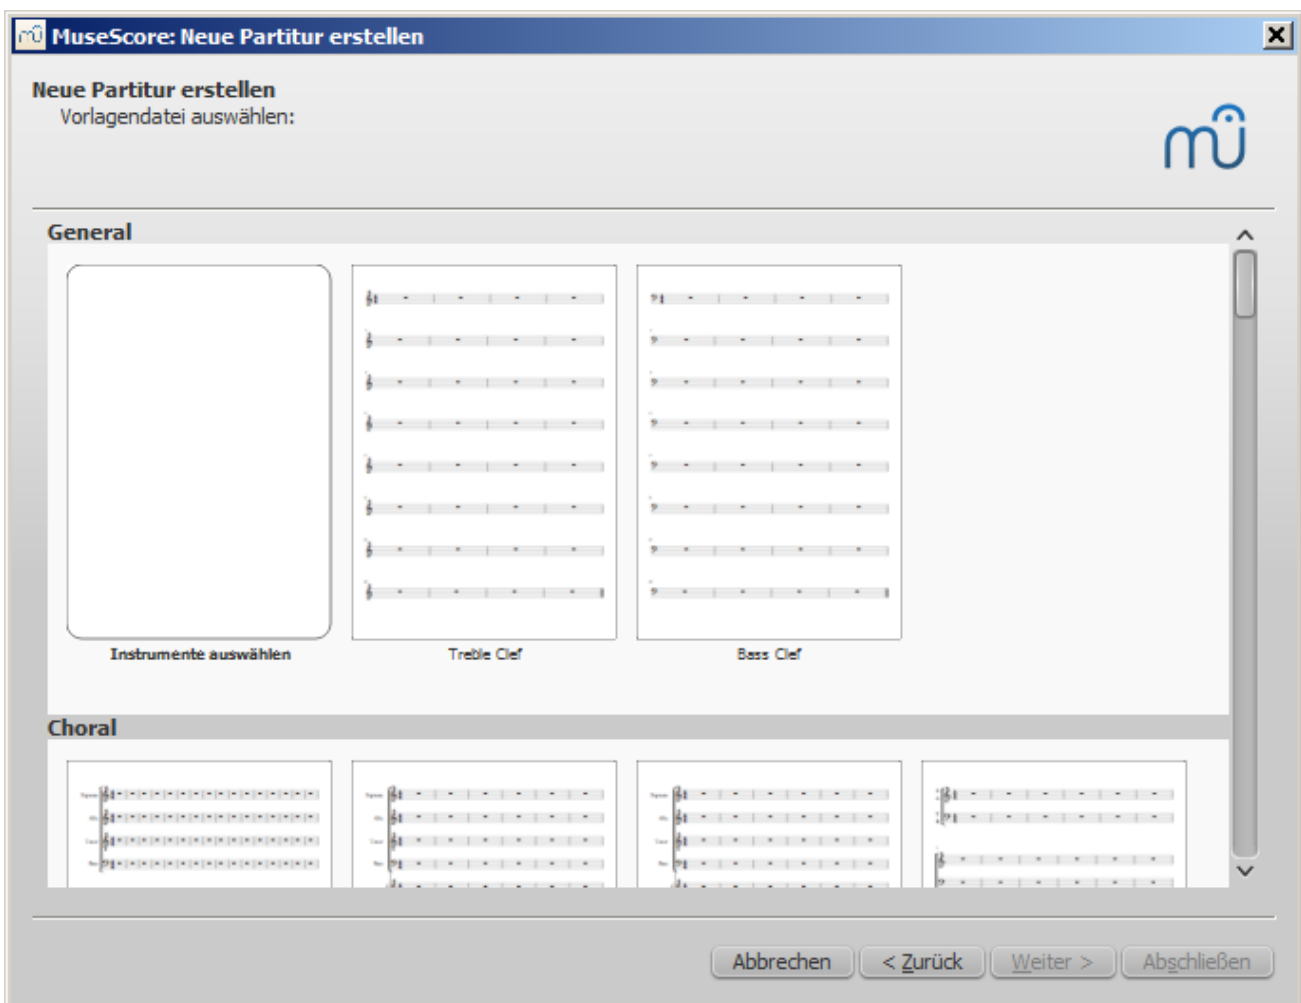 MuseScore: Neue Partitur erstellen
Neue Partitur erstellen
Vorlagendatei auswählen:
General
Instrumente auswählen
Treble Clef
Bass Clef
Choral
Abbrechen
< Zurück
Weiter >
Abschließen